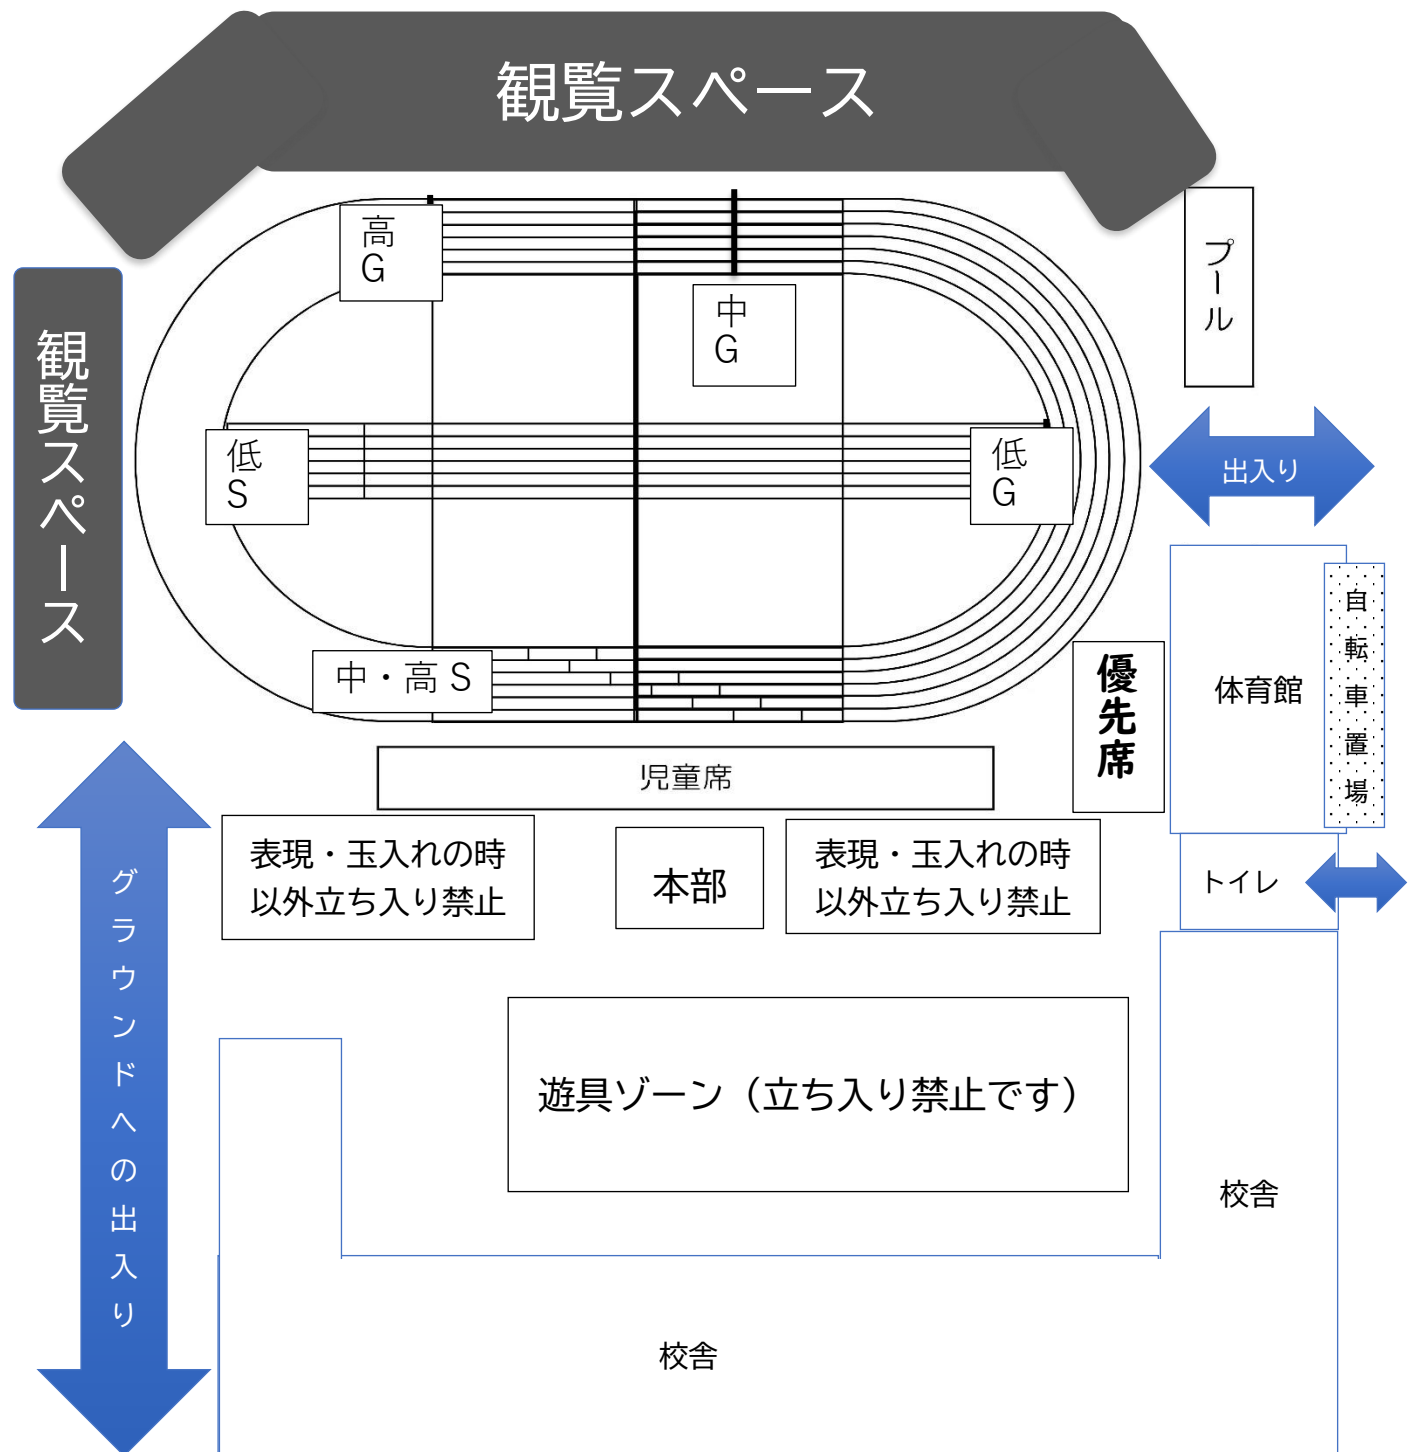 観覧スペース
プール
高
G
中
G
観覧スペース
低
S
低
G
出入り
自転車置場
体育館
優先席
中・高 S
児童席
表現・玉入れの時
以外立ち入り禁止
本部
表現・玉入れの時
以外立ち入り禁止
トイレ
グラウンドへの出入り
遊具ゾーン（立ち入り禁止です）
校舎
校舎